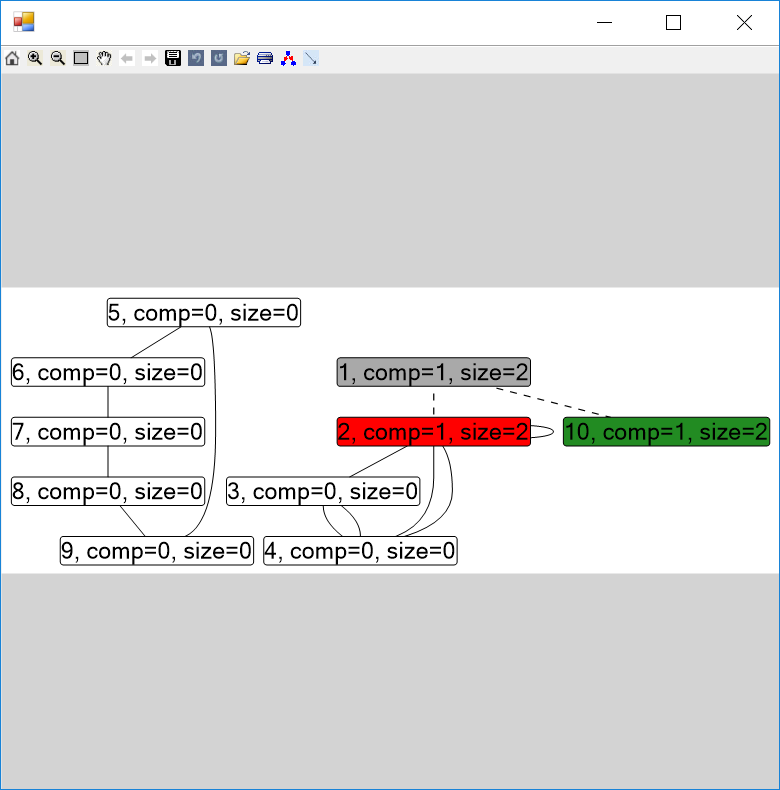 5, comp=0, size=0
6, comp=0, size=0
1, comp=1, size=2
7, comp=0, size=0
2, comp=1, size=2
10, comp=1, size=2
8, comp=0, size=0
3, comp=0, size=0
9, comp=0, size=0
4, comp=0, size=0